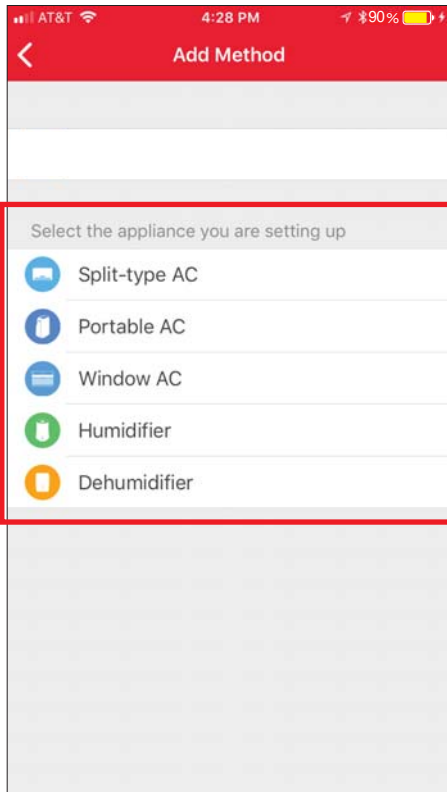 AT&T 4:28 PM 90%
Add Method
Select the appliance you are setting up
Split-type AC
Portable AC
Window AC
Humidifier
Dehumidifier